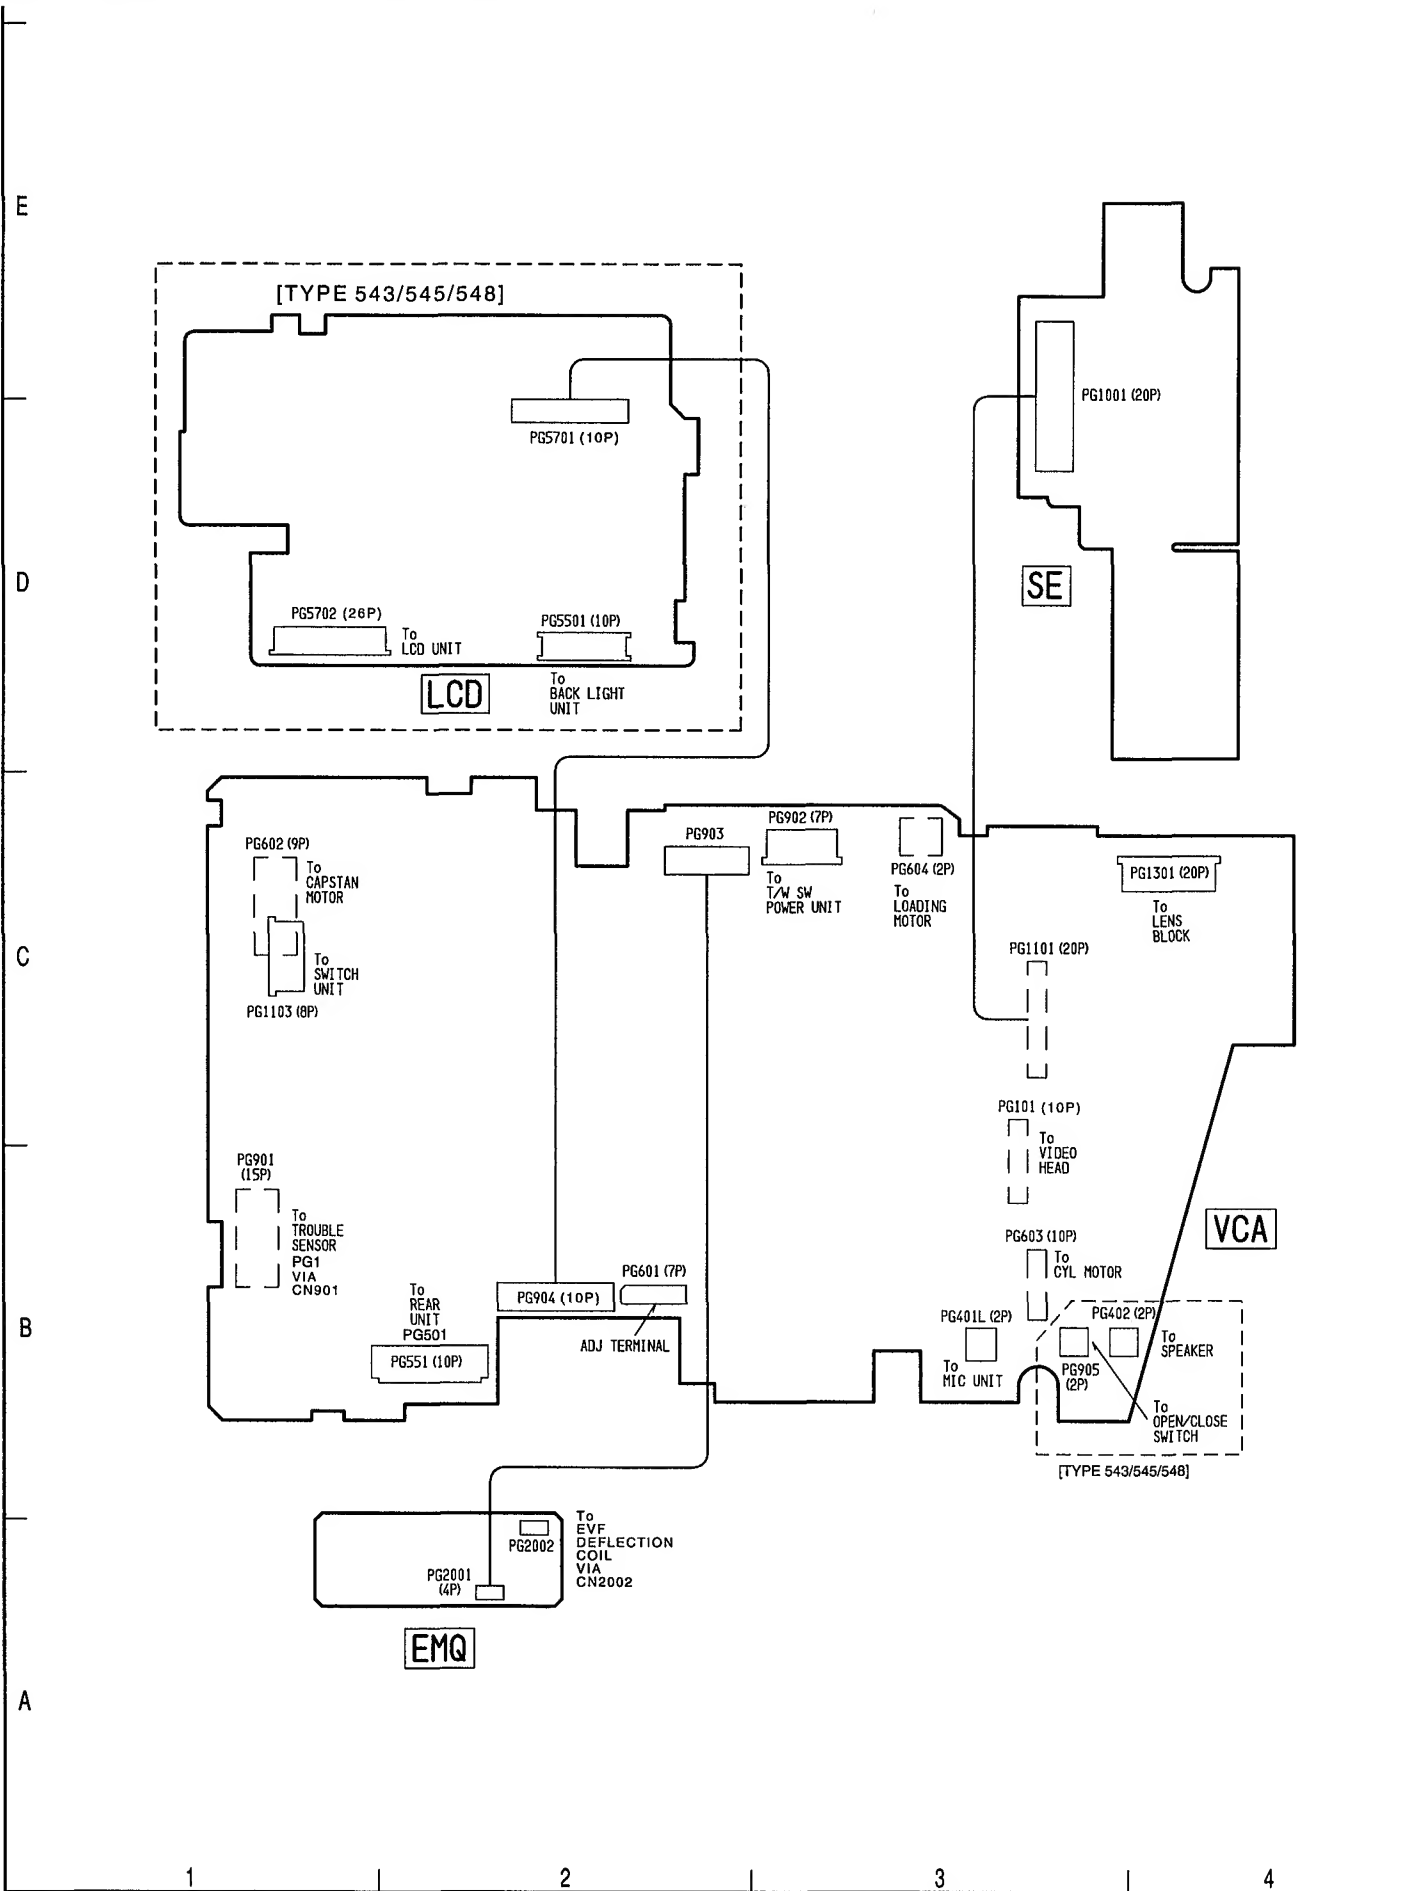 E
[TYPE 543/545/548]
PG5701 (10P)
PG1001 (20P)
D
SE
PG5702 (26P)
To
LCD UNIT
PG5501 (10P)
To
BACK LIGHT
UNIT
LCD
PG602 (9P)
To
CAPSTAN
MOTOR
PG903
PG902 (7P)
To
T/W SW
POWER UNIT
PG604 (2P)
To
LOADING
MOTOR
PG1301 (20P)
To
LENS
BLOCK
C
To
SWITCH
UNIT
PG1103 (8P)
PG1101 (20P)
PG101 (10P)
To
VIDEO
HEAD
PG901
(15P)
To
TROUBLE
SENSOR
PG1
VIA
CN901
VCA
PG603 (10P)
To
CYL MOTOR
B
To
REAR
UNIT
PG501
PG551 (10P)
PG904 (10P)
PG601 (7P)
ADJ TERMINAL
PG401L (2P)
To
MIC UNIT
PG402 (2P)
To
SPEAKER
PG905
(2P)
To
OPEN/CLOSE
SWITCH
[TYPE 543/545/548]
PG2002
To
EVF
DEFLECTION
COIL
VIA
CN2002
PG2001
(4P)
EMQ
A
1 2 3 4